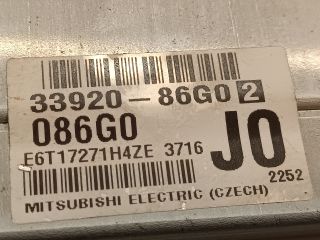 33920-86G0 2
086G0
E6T17271H4ZE 3716
J0
2252
MITSUBISHI ELECTRIC (CZECH)